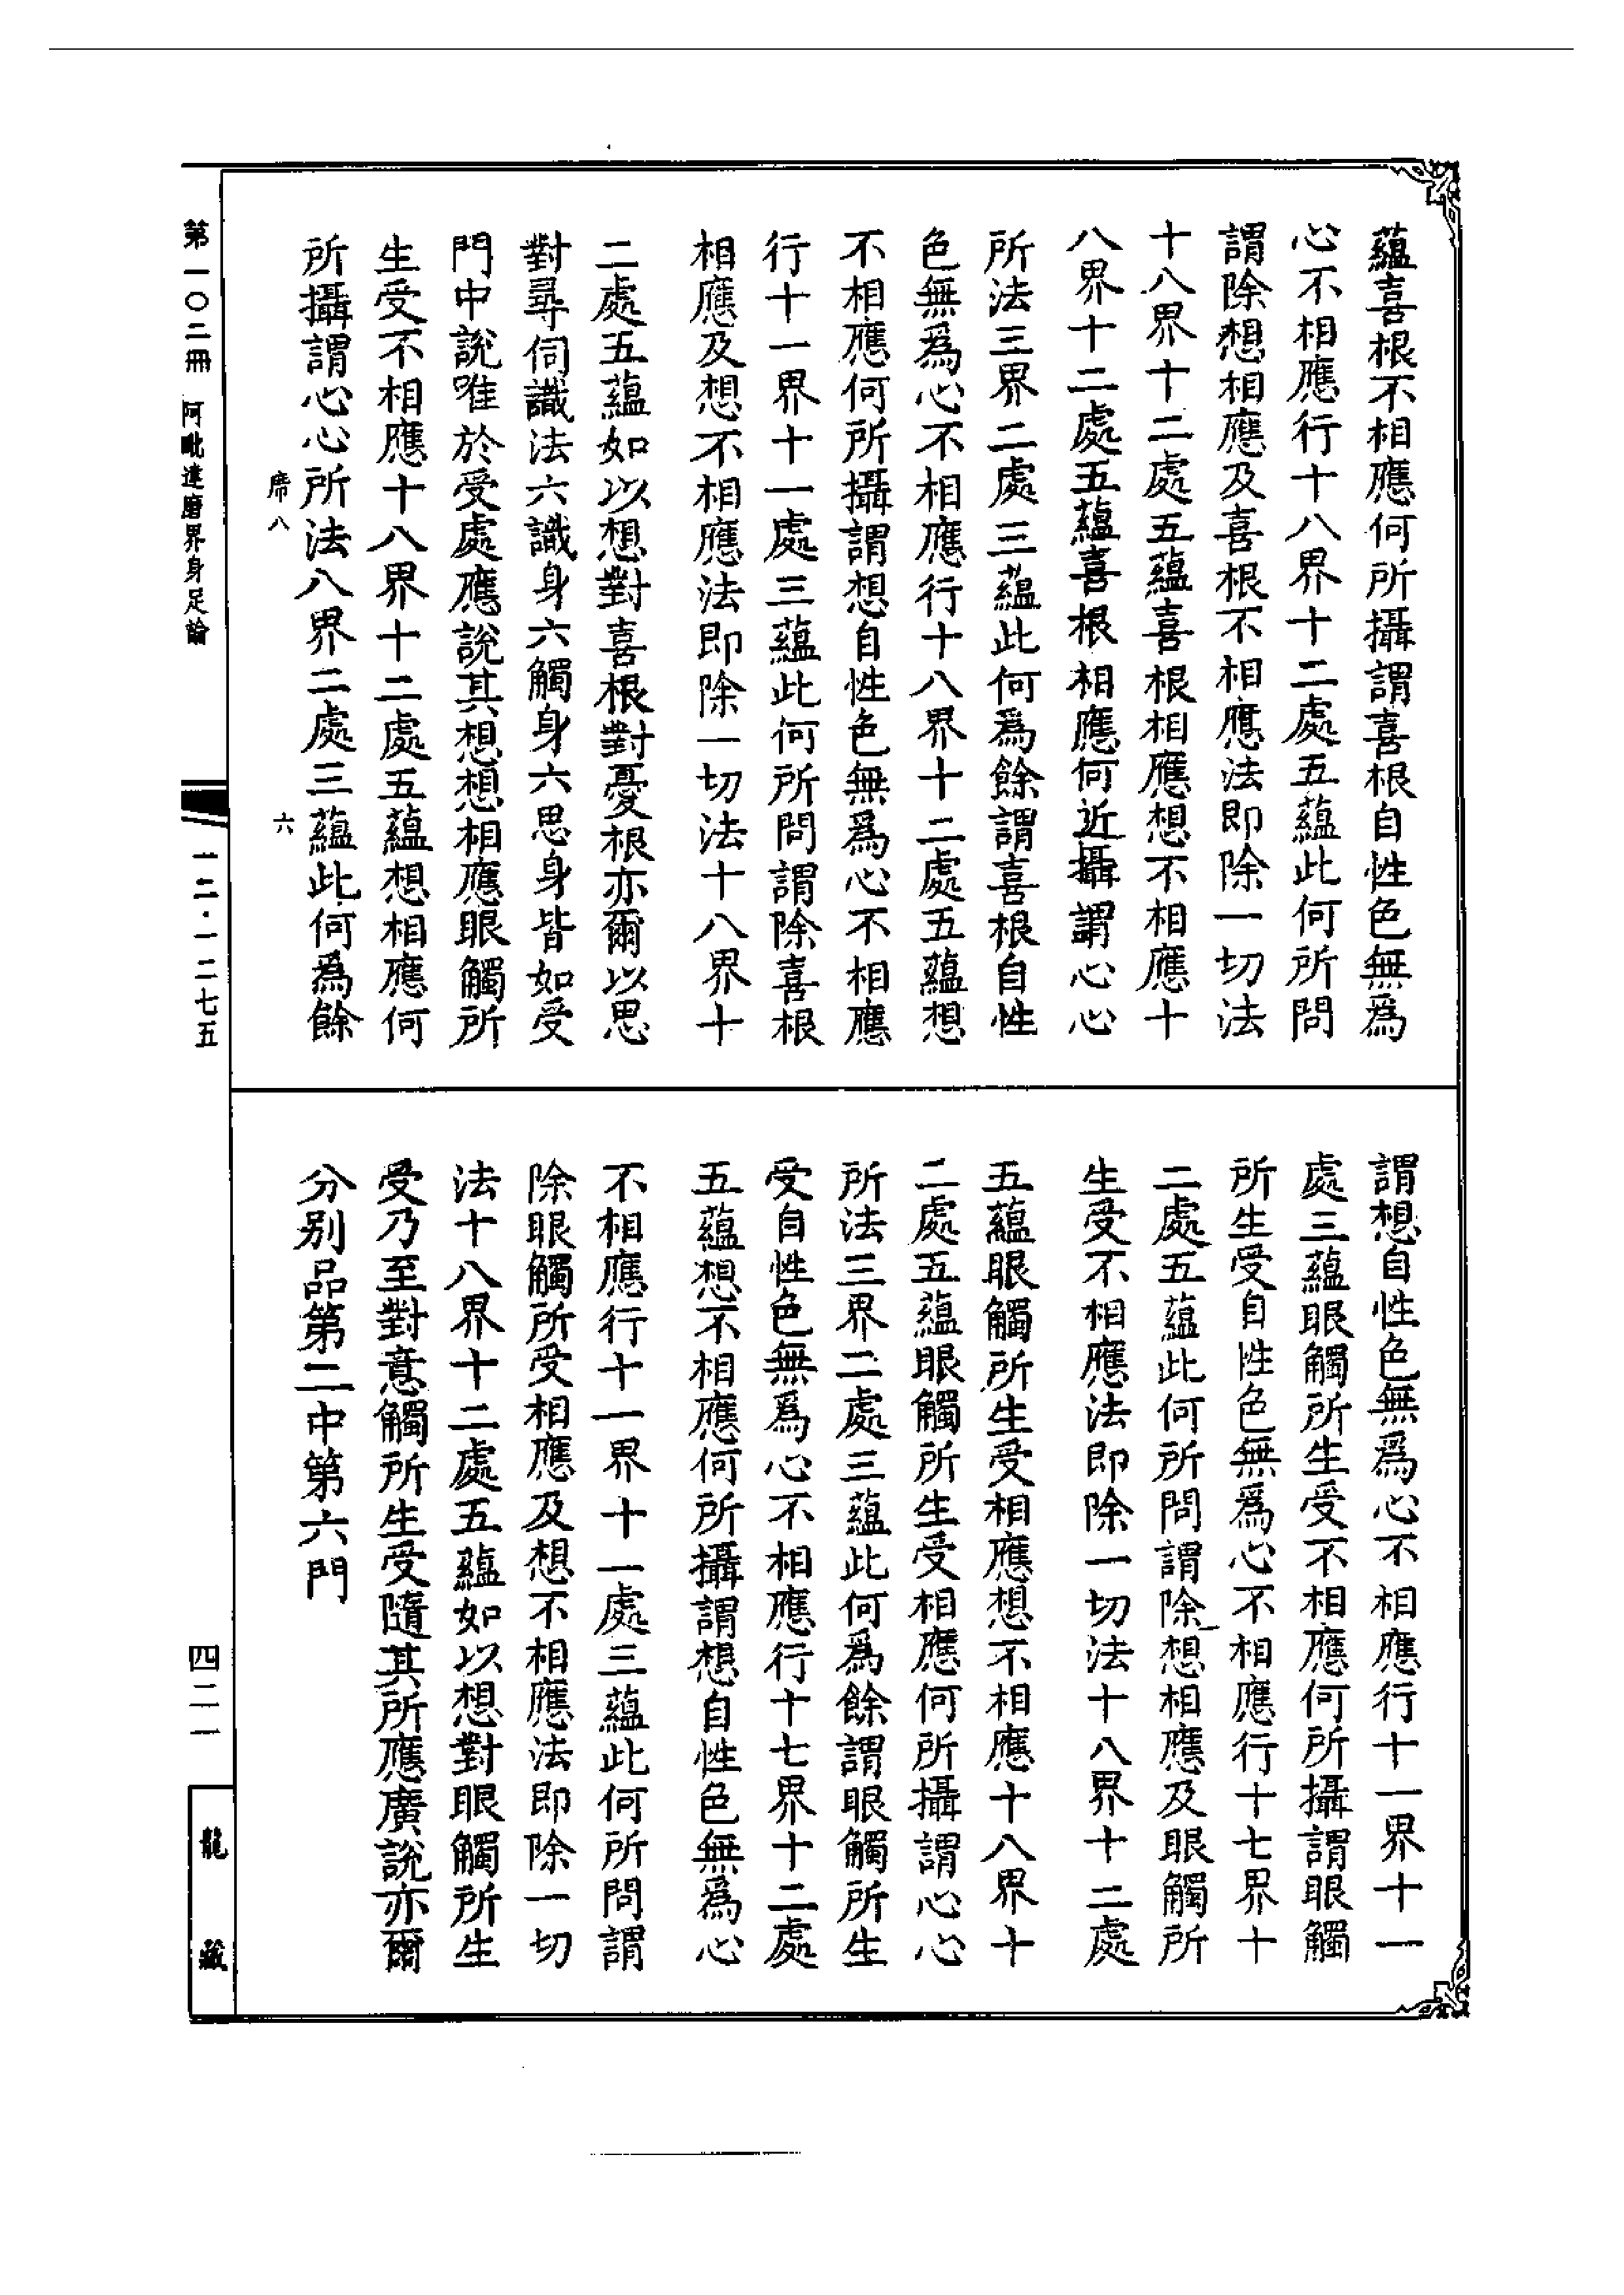 蘊喜根不相應何所攝謂喜根自性色無爲
心不相應行十八界十二處五蘊此何所問
謂除想相應及喜根不相應法即除一切法
十八界十二處五蘊喜根相應想不相應十
八界十二處五蘊喜根相應何近攝謂心心
所法三界二處三蘊此何爲餘謂喜根自性
色無爲心不相應行十八界十二處五蘊想
不相應何所攝謂想自性色無爲心不相應
行十一界十一處三蘊此何所問謂除喜根
相應及想不相應法即除一切法十八界十
二處五蘊如以想對喜根對憂根亦爾以思
對尋伺識法六識身六觸身六思身皆如受
門中說唯於受處應說其想想相應眼觸所
生受不相應十八界十二處五蘊想相應何
所攝謂心心所法八界二處三蘊此何爲餘
席八
六
謂想自性色無爲心不相應行十一界十一
處三蘊眼觸所生受不相應何所攝謂眼觸
所生受自性色無爲心不相應行十七界十
二處五蘊此何所問謂除想相應及眼觸所
生受不相應法即除一切法十八界十二處
五蘊眼觸所生受相應想不相應十八界十
二處五蘊眼觸所生受相應何所攝謂心心
所法三界二處三蘊此何爲餘謂眼觸所生
受自性色無爲心不相應行十七界十二處
五蘊想不相應何所攝謂想自性色無爲心
不相應行十一界十一處三蘊此何所問謂
除眼觸所受相應及想不相應法即除一切
法十八界十二處五蘊如以想對眼觸所生
受乃至對意觸所生受隨其所應廣說亦爾
分別品第二中第六門
第一〇二冊 阿毗達磨界身足論
一二·一二七五
四二一
龍藏